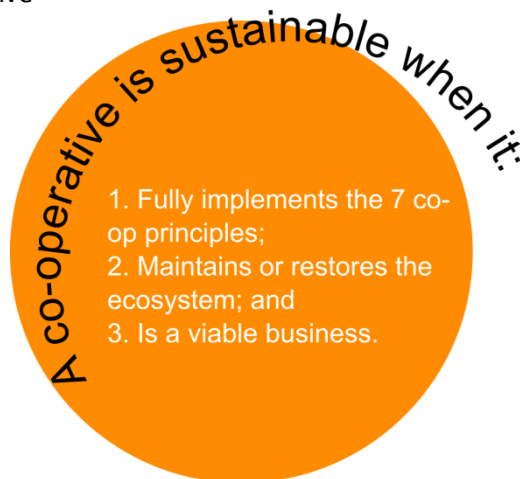 A co-operative is sustainable when it:
1. Fully implements the 7 co-
op principles;
2. Maintains or restores the
ecosystem; and
3. Is a viable business.